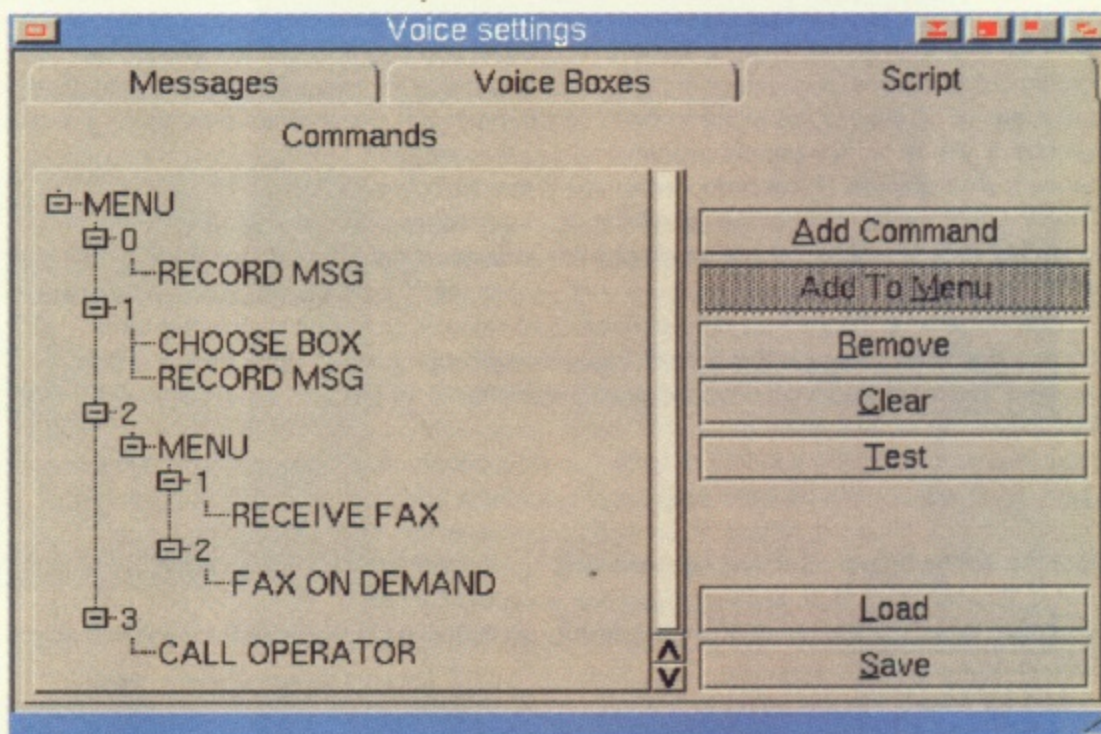 Voice settings
Messages
Voice Boxes
Script
Commands
MENU
0
RECORD MSG
1
CHOOSE BOX
RECORD MSG
2
MENU
1
RECEIVE FAX
2
FAX ON DEMAND
3
CALL OPERATOR
Add Command
Add To Menu
Remove
Clear
Test
Load
Save